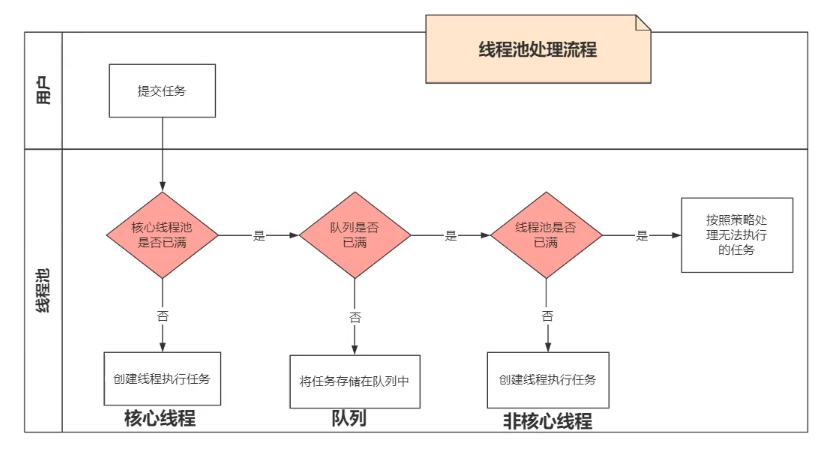 线程池处理流程
用户
提交任务
线程池
核心线程池
是否已满
是
队列是否
已满
是
线程池是否
已满
是
按照策略处
理无法执行
的任务
否
否
否
创建线程执行任务
将任务存储在队列中
创建线程执行任务
核心线程
队列
非核心线程